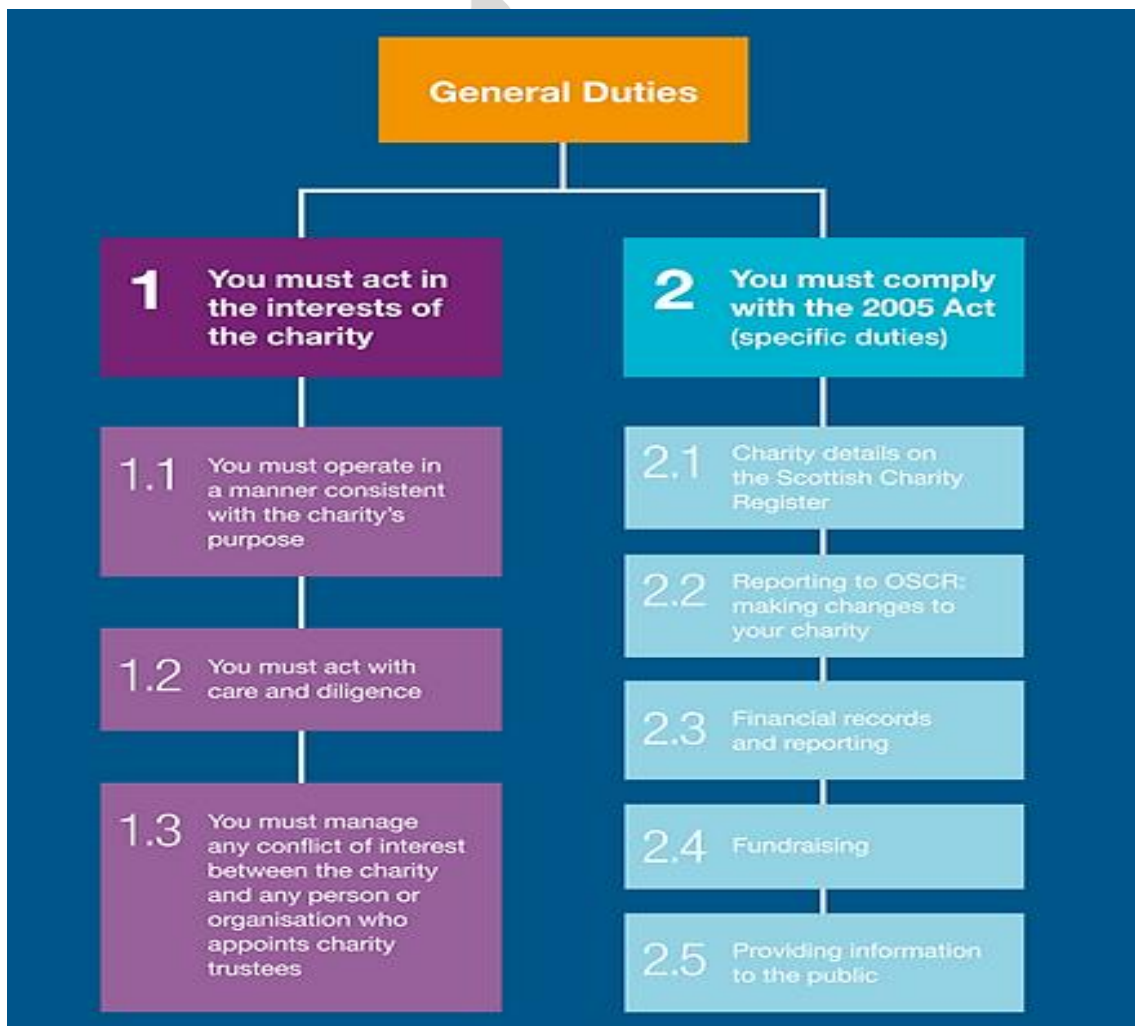 General Duties
1
You must act in
the interests of
the charity
1.1
You must operate in
a manner consistent
with the charity's
purpose
1.2
You must act with
care and diligence
1.3
You must manage
any conflict of interest
between the charity
and any person or
organisation who
appoints charity
trustees
2
You must comply
with the 2005 Act
(specific duties)
2.1
Charity details on
the Scottish Charity
Register
2.2
Reporting to OSCR:
making changes to
your charity
2.3
Financial records
and reporting
2.4
Fundraising
2.5
Providing information
to the public